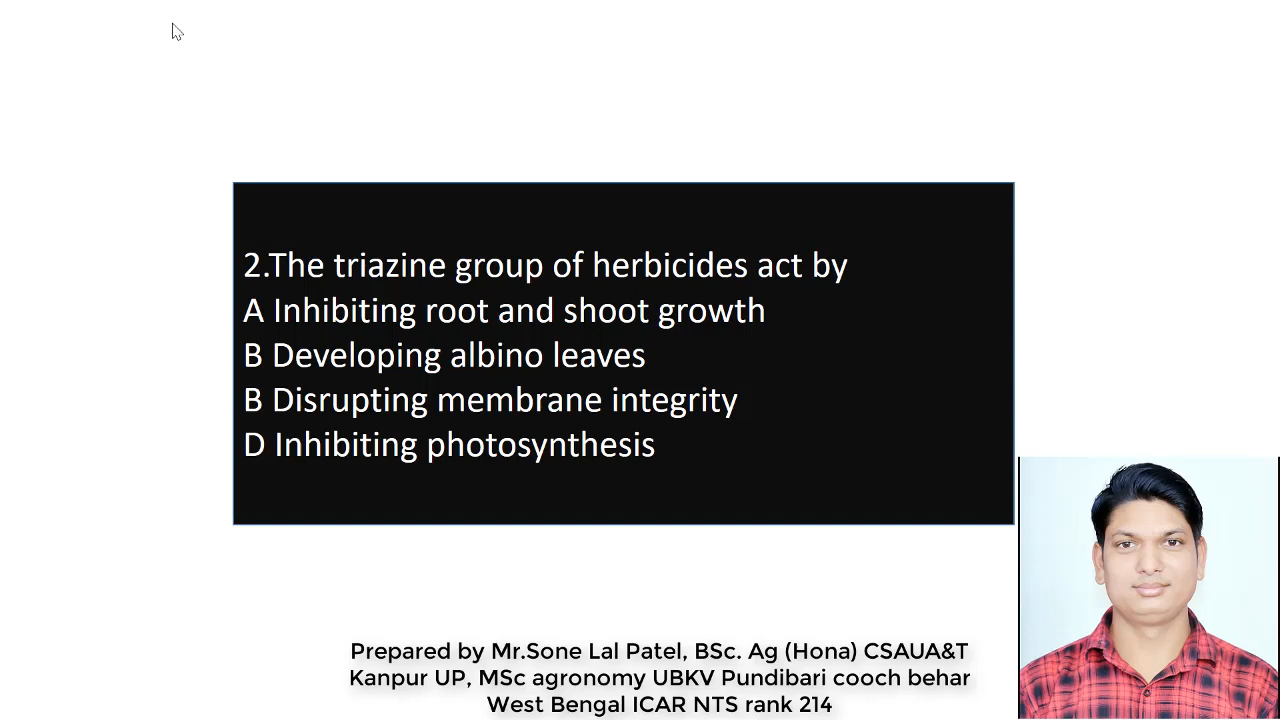 2.The triazine group of herbicides act by
A Inhibiting root and shoot growth
B Developing albino leaves
B Disrupting membrane integrity
D Inhibiting photosynthesis
Prepared by Mr.Sone Lal Patel, BSc. Ag (Hona) CSAUA&T
Kanpur UP, MSc agronomy UBKV Pundibari cooch behar
West Bengal ICAR NTS rank 214